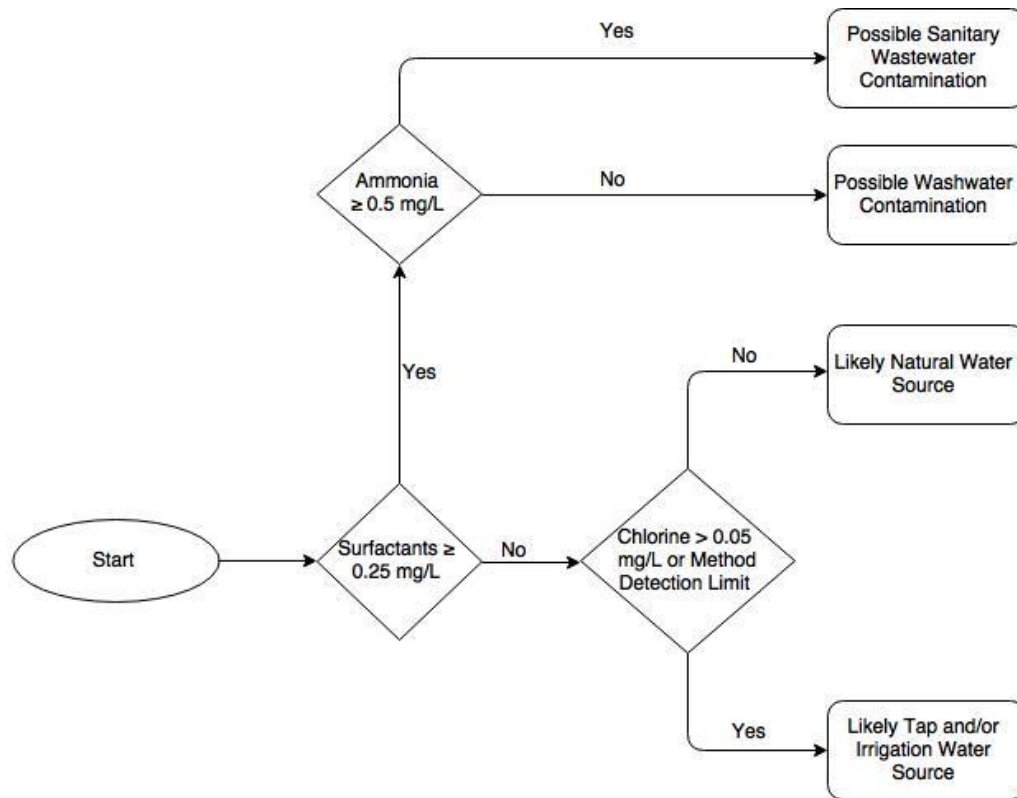 Yes
Possible Sanitary
Wastewater
Contamination
Ammonia
≥ 0.5 mg/L
No
Possible Washwater
Contamination
Yes
No
Likely Natural Water
Source
Start
Surfactants ≥
0.25 mg/L
No
Chlorine > 0.05
mg/L or Method
Detection Limit
Yes
Likely Tap and/or
Irrigation Water
Source